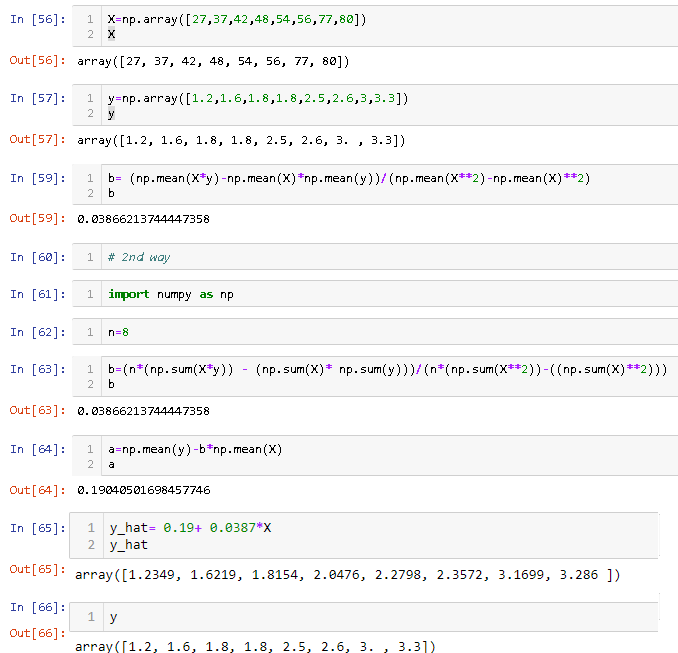 In [56]: 1 X=np.array([27,37,42,48,54,56,77,80])
2 X
Out[56]: array([27, 37, 42, 48, 54, 56, 77, 80])
In [57]: 1 y=np.array([1.2,1.6,1.8,1.8,2.5,2.6,3,3.3])
2 y
Out[57]: array([1.2, 1.6, 1.8, 1.8, 2.5, 2.6, 3. , 3.3])
In [59]: 1 b= (np.mean(X*y)-np.mean(X)*np.mean(y))/(np.mean(X**2)-np.mean(X)**2)
2 b
Out[59]: 0.03866213744447358
In [60]: 1 # 2nd way
In [61]: 1 import numpy as np
In [62]: 1 n=8
In [63]: 1 b=(n*(np.sum(X*y)) - (np.sum(X)* np.sum(y)))/(n*(np.sum(X**2))-((np.sum(X)**2)))
2 b
Out[63]: 0.03866213744447358
In [64]: 1 a=np.mean(y)-b*np.mean(X)
2 a
Out[64]: 0.19040501698457746
In [65]: 1 y_hat= 0.19+ 0.0387*X
2 y_hat
Out[65]: array([1.2349, 1.6219, 1.8154, 2.0476, 2.2798, 2.3572, 3.1699, 3.286 ])
In [66]: 1 y
Out[66]: array([1.2, 1.6, 1.8, 1.8, 2.5, 2.6, 3. , 3.3])